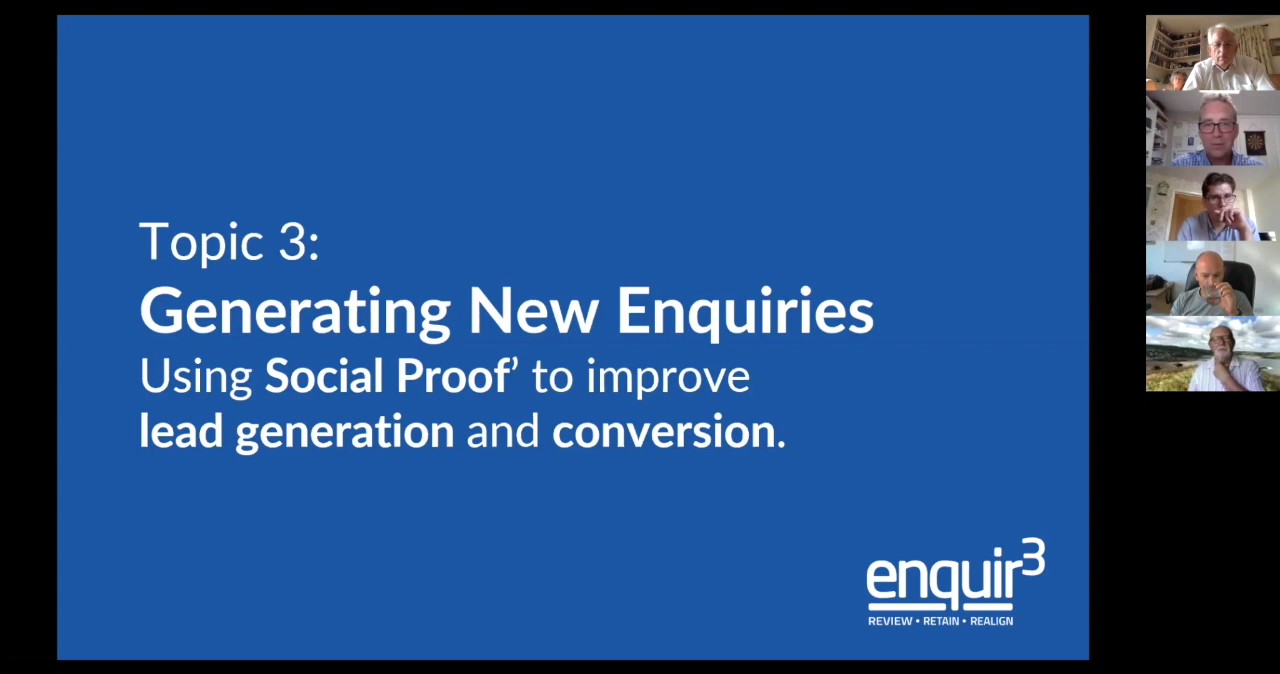 Topic 3:
Generating New Enquiries
Using Social Proof’ to improve
lead generation and conversion.
enquir3
REVIEW • RETAIN • REALIGN